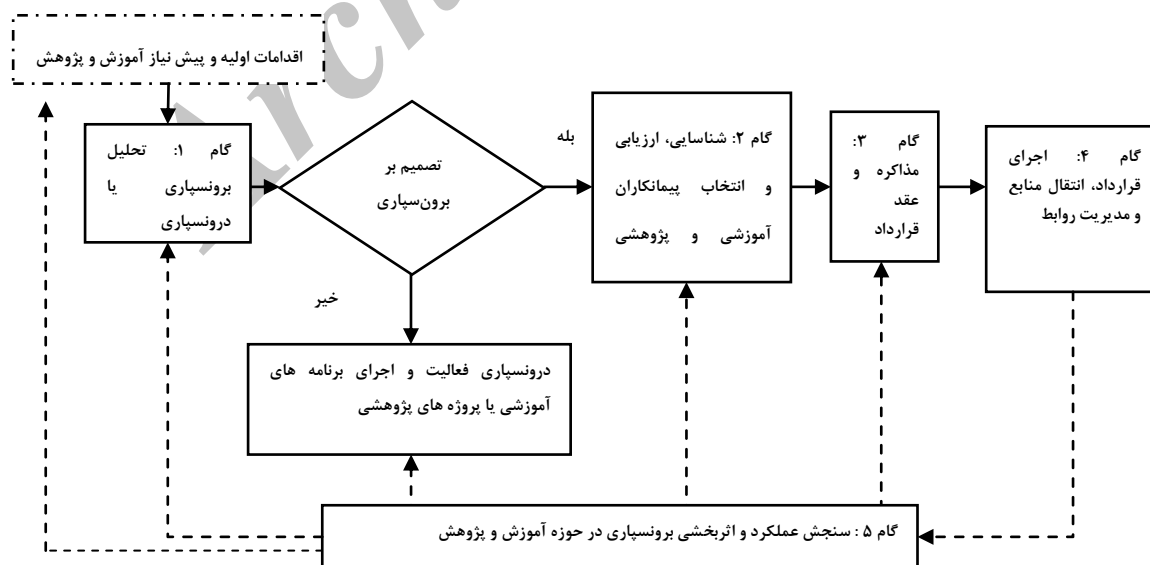 اقدامات اولیه و پیش نیاز آموزش و پژوهش
گام ۱: تحلیل
برونسپاری یا
درونسپاری
تصمیم بر
برون‌سپاری
بله
خیر
گام ۲: شناسایی، ارزیابی
و انتخاب پیمانکاران
آموزشی و پژوهشی
گام ۳:
مذاکره و
عقد
قرارداد
گام ۴: اجرای
قرارداد، انتقال منابع
و مدیریت روابط
درونسپاری فعالیت و اجرای برنامه های
آموزشی یا پروژه های پژوهشی
گام ۵ : سنجش عملکرد و اثربخشی برونسپاری در حوزه آموزش و پژوهش